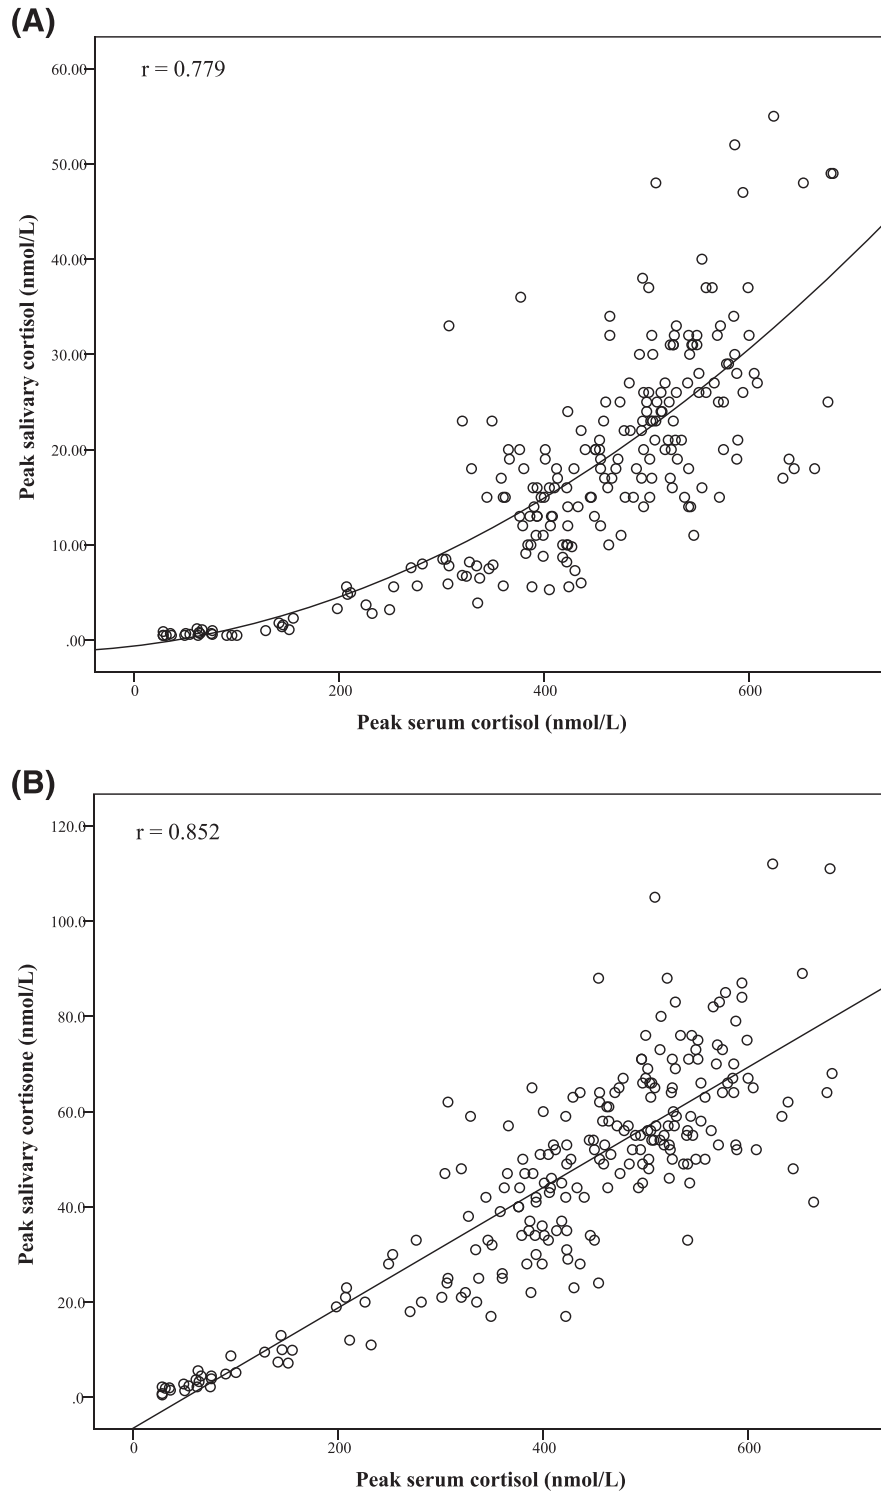 (A)
r = 0.779
60.00
50.00
40.00
30.00
20.00
10.00
.00
Peak salivary cortisol (nmol/L)
0 200 400 600
Peak serum cortisol (nmol/L)
(B)
r = 0.852
120.0
100.0
80.0
60.0
40.0
20.0
.0
Peak salivary cortisone (nmol/L)
0 200 400 600
Peak serum cortisol (nmol/L)